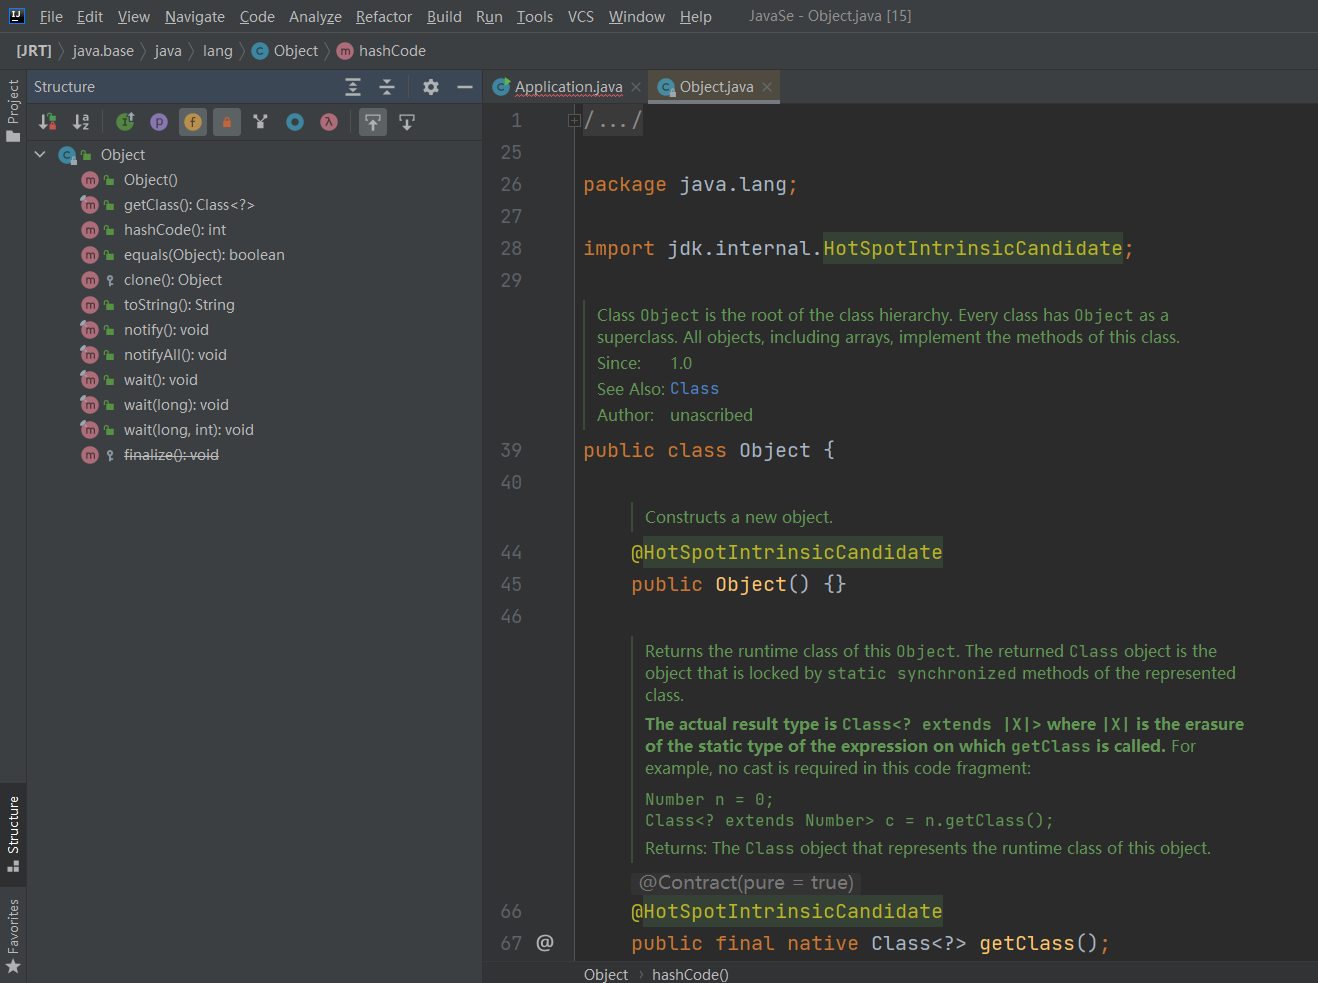 File Edit View Navigate Code Analyze Refactor Build Run Tools VCS Window Help JavaSe - Object.java [15]
[JRT] java.base java lang Object hashCode
Project
Structure
Favorites
Structure
Object
Object()
getClass(): Class<?>
hashCode(): int
equals(Object): boolean
clone(): Object
toString(): String
notify(): void
notifyAll(): void
wait(): void
wait(long): void
wait(long, int): void
finalize(): void
Application.java Object.java
1 /.../
25
26 package java.lang;
27
28 import jdk.internal.HotSpotIntrinsicCandidate;
29
Class Object is the root of the class hierarchy. Every class has Object as a
superclass. All objects, including arrays, implement the methods of this class.
Since: 1.0
See Also: Class
Author: unascribed
39 public class Object {
40
Constructs a new object.
44 @HotSpotIntrinsicCandidate
45 public Object() {}
46
Returns the runtime class of this Object. The returned Class object is the
object that is locked by static synchronized methods of the represented
class.
The actual result type is Class<? extends |X|> where |X| is the erasure
of the static type of the expression on which getClass is called. For
example, no cast is required in this code fragment:
Number n = 0;
Class<? extends Number> c = n.getClass();
Returns: The Class object that represents the runtime class of this object.
@Contract(pure = true)
66 @HotSpotIntrinsicCandidate
67 @ public final native Class<?> getClass();
Object › hashCode()